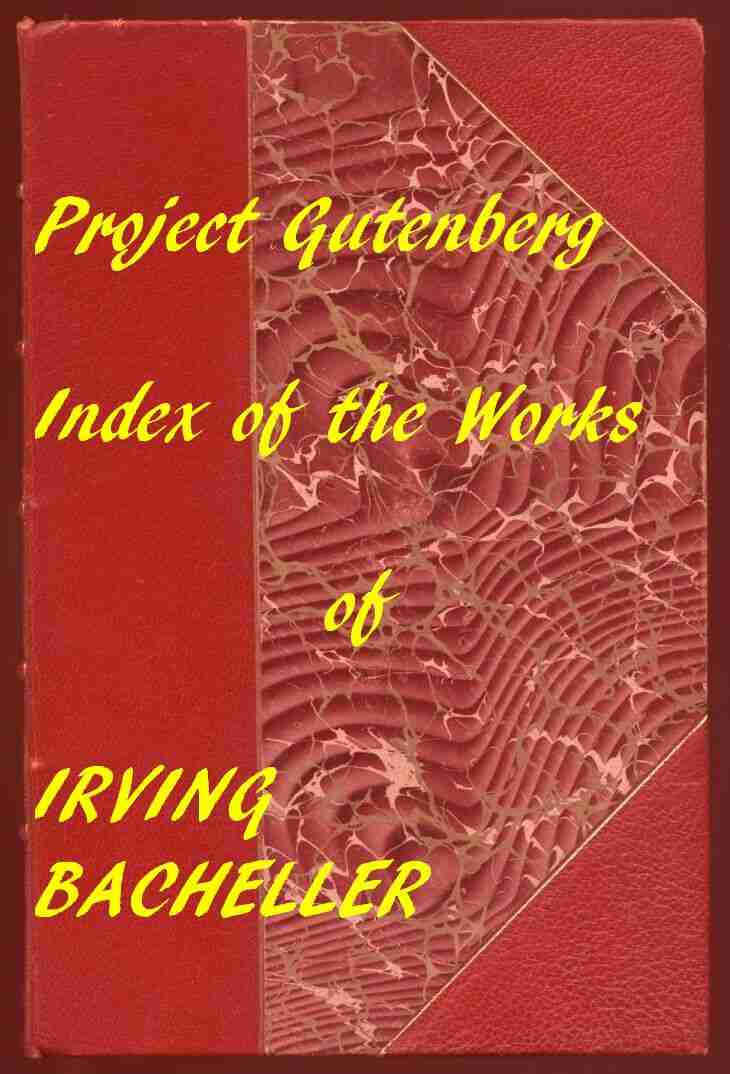 Project Gutenberg
Index of the Works
of
IRVING
BACHELLER